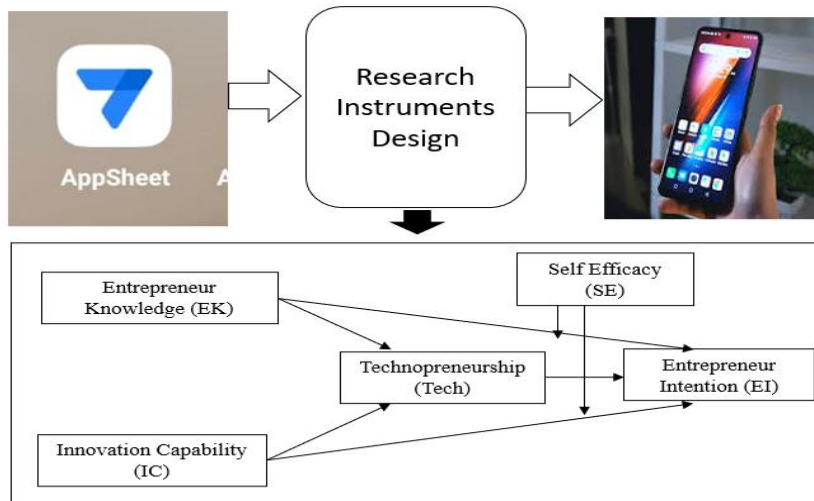 AppSheet
Research
Instruments
Design
Entrepreneur
Knowledge (EK)
Self Efficacy
(SE)
Technopreneurship
(Tech)
Entrepreneur
Intention (EI)
Innovation Capability
(IC)